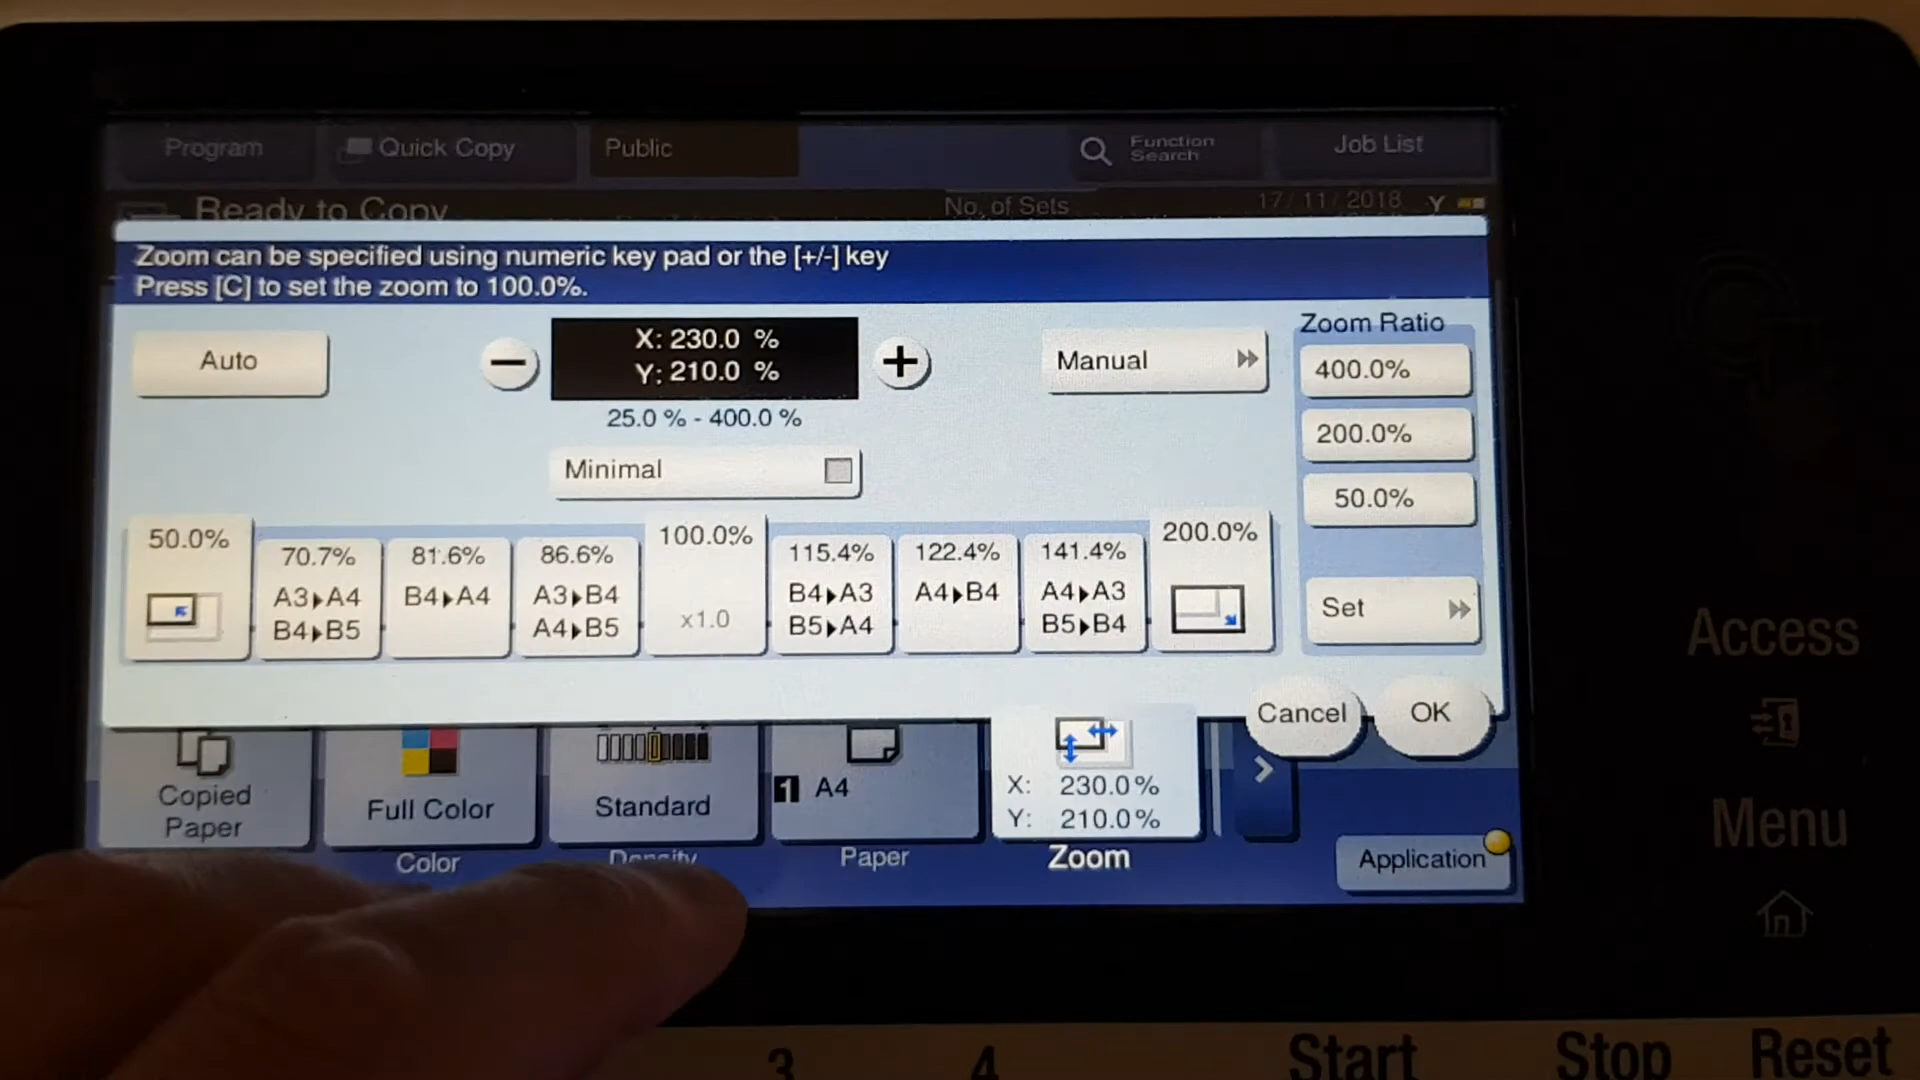 Program
Quick Copy
Public
Function
Search
Job List
Ready to Copy
No. of Sets
17/11/2018
Y
Zoom can be specified using numeric key pad or the [+/-] key
Press [C] to set the zoom to 100.0%.
Auto
−
X: 230.0 %
Y: 210.0 %
+
25.0 % - 400.0 %
Manual
Zoom Ratio
400.0%
200.0%
50.0%
Set
Minimal
50.0%
70.7%
A3▸A4
B4▸B5
81.6%
B4▸A4
86.6%
A3▸B4
A4▸B5
100.0%
x1.0
115.4%
B4▸A3
B5▸A4
122.4%
A4▸B4
141.4%
A4▸A3
B5▸B4
200.0%
Cancel
OK
Copied
Paper
Full Color
Color
Standard
Density
1 A4
Paper
X: 230.0%
Y: 210.0%
Zoom
Application
Access
Menu
3
4
Start
Stop
Reset